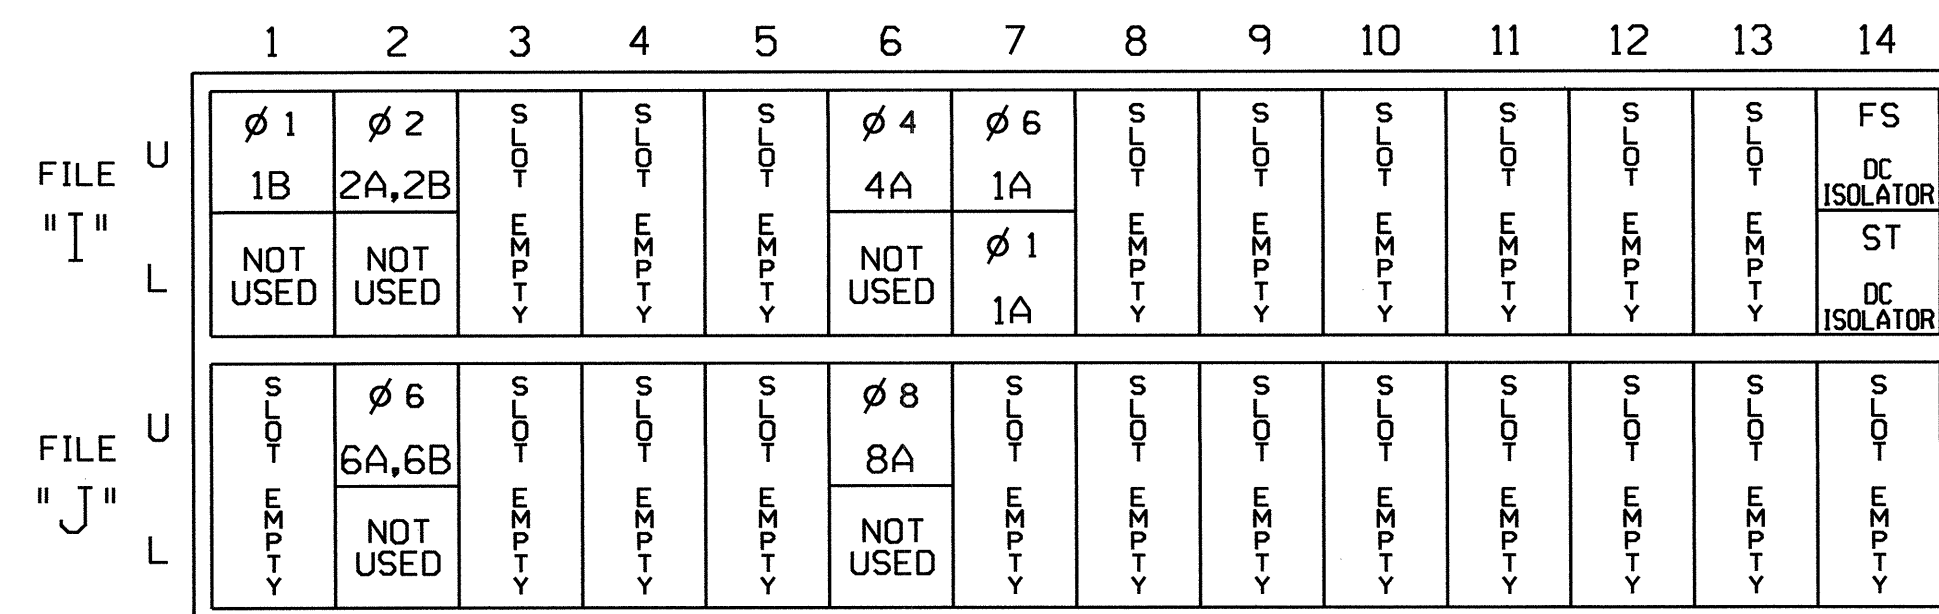 1 2 3 4 5 6 7 8 9 10 11 12 13 14
FILE "I"
U
L
Ø 1
1B
NOT USED
Ø 2
2A,2B
NOT USED
SLOT EMPTY
SLOT EMPTY
SLOT EMPTY
Ø 4
4A
NOT USED
Ø 6
1A
Ø 1
1A
SLOT EMPTY
SLOT EMPTY
SLOT EMPTY
SLOT EMPTY
SLOT EMPTY
SLOT EMPTY
FS
DC
ISOLATOR
ST
DC
ISOLATOR
FILE "J"
U
L
SLOT EMPTY
Ø 6
6A,6B
NOT USED
SLOT EMPTY
SLOT EMPTY
SLOT EMPTY
Ø 8
8A
NOT USED
SLOT EMPTY
SLOT EMPTY
SLOT EMPTY
SLOT EMPTY
SLOT EMPTY
SLOT EMPTY
SLOT EMPTY
SLOT EMPTY